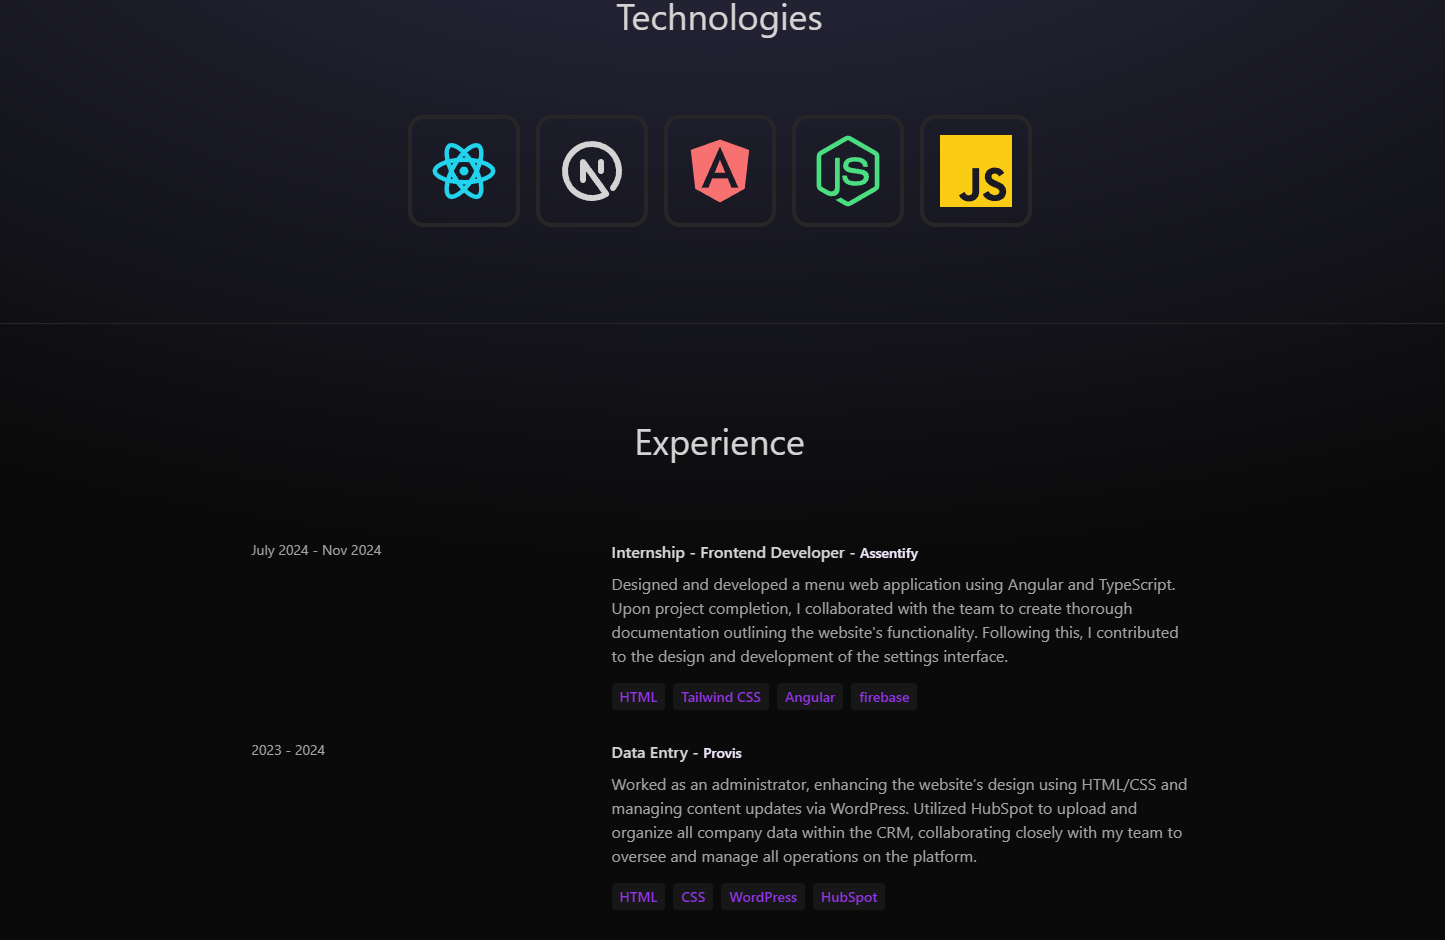 Technologies
N
A
JS
JS
Experience
July 2024 - Nov 2024
Internship - Frontend Developer - Assentify
Designed and developed a menu web application using Angular and TypeScript.
Upon project completion, I collaborated with the team to create thorough
documentation outlining the website's functionality. Following this, I contributed
to the design and development of the settings interface.
HTML Tailwind CSS Angular firebase
2023 - 2024
Data Entry - Provis
Worked as an administrator, enhancing the website’s design using HTML/CSS and
managing content updates via WordPress. Utilized HubSpot to upload and
organize all company data within the CRM, collaborating closely with my team to
oversee and manage all operations on the platform.
HTML CSS WordPress HubSpot